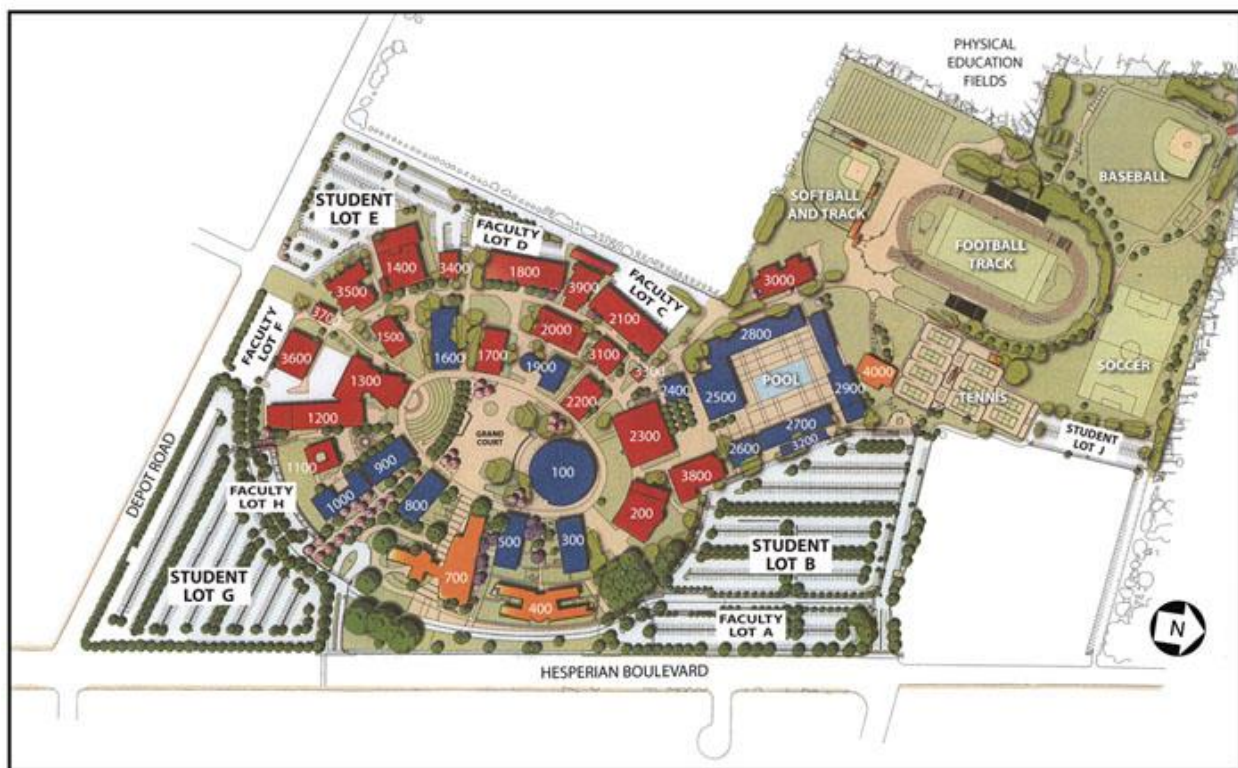 PHYSICAL
EDUCATION
FIELDS
BASEBALL
SOFTBALL
AND TRACK
FOOTBALL
TRACK
SOCCER
TENNIS
STUDENT
LOT J
STUDENT
LOT E
FACULTY
LOT D
FACULTY
LOT C
FACULTY
LOT F
1400
3400
1800
3900
3500
2100
3000
1500
1600
1700
2000
3100
3300
1900
2200
2400
2800
POOL
2500
2900
4000
3600
1300
1200
GRAND
COURT
2300
2700
2600
3200
3800
1100
900
1000
800
100
200
700
500
300
400
DEPOT ROAD
FACULTY
LOT H
STUDENT
LOT G
STUDENT
LOT B
FACULTY
LOT A
HESPERIAN BOULEVARD
N